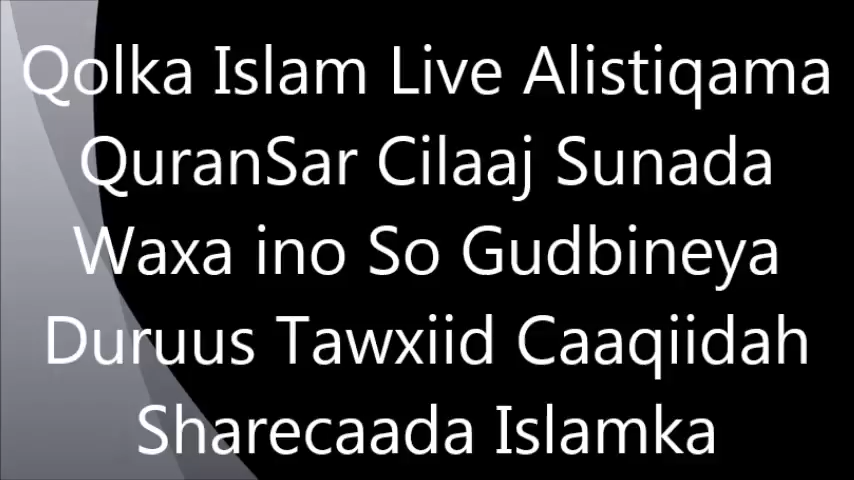 Qolka Islam Live Alistiqama
QuranSar Cilaaj Sunada
Waxa ino So Gudbineya
Duruus Tawxiid Caaqiidah
Sharecaada Islamka